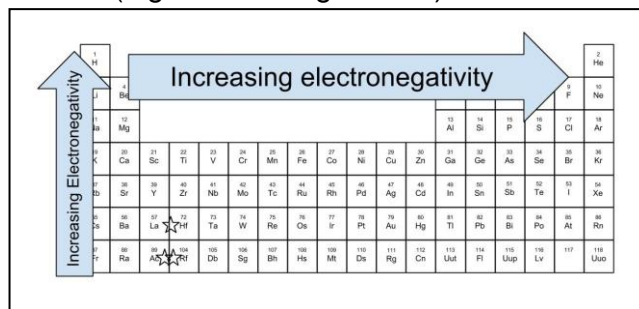 Increasing electronegativity
Increasing Electronegativity
1 2
H He
4 9 10
Be F Ne
12 13 14 15 16 17 18
Mg Al Si P S Cl Ar
20 21 22 23 24 25 26 27 28 29 30 31 32 33 34 35 36
Ca Sc Ti V Cr Mn Fe Co Ni Cu Zn Ga Ge As Se Br Kr
38 39 40 41 42 43 44 45 46 47 48 49 50 51 52 53 54
Sr Y Zr Nb Mo Tc Ru Rh Pd Ag Cd In Sn Sb Te I Xe
56 57 72 73 74 75 76 77 78 79 80 81 82 83 84 85 86
Ba La Hf Ta W Re Os Ir Pt Au Hg Tl Pb Bi Po At Rn
88 89 104 105 106 107 108 109 110 111 112 113 114 115 116 117 118
Ra Ac Rf Db Sg Bh Hs Mt Ds Rg Cn Uut Fl Uup Lv Uuo